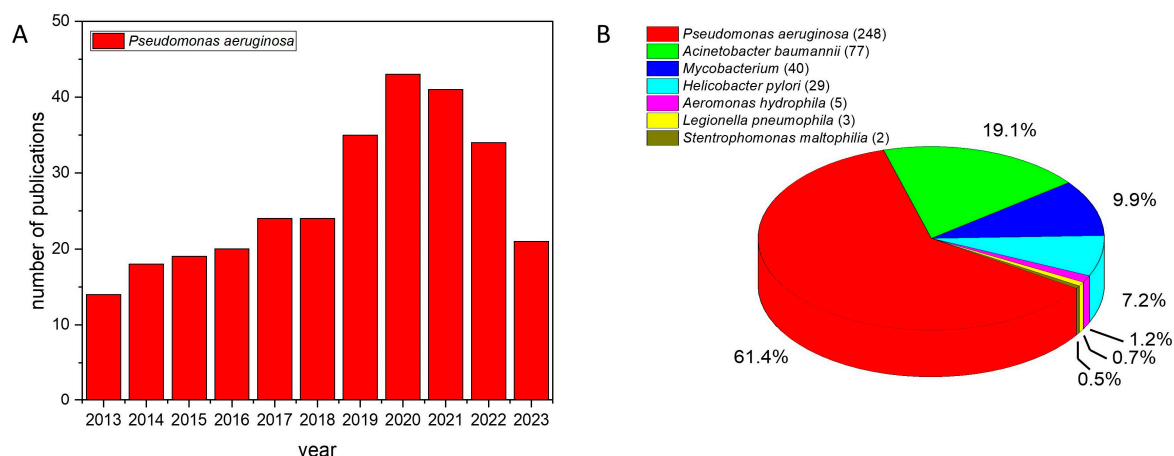 A
Pseudomonas aeruginosa
50
40
30
20
10
0
number of publications
2013 2014 2015 2016 2017 2018 2019 2020 2021 2022 2023
year
B
Pseudomonas aeruginosa (248)
Acinetobacter baumannii (77)
Mycobacterium (40)
Helicobacter pylori (29)
Aeromonas hydrophila (5)
Legionella pneumophila (3)
Stentrophomonas maltophilia (2)
19.1%
9.9%
7.2%
1.2%
0.7%
0.5%
61.4%